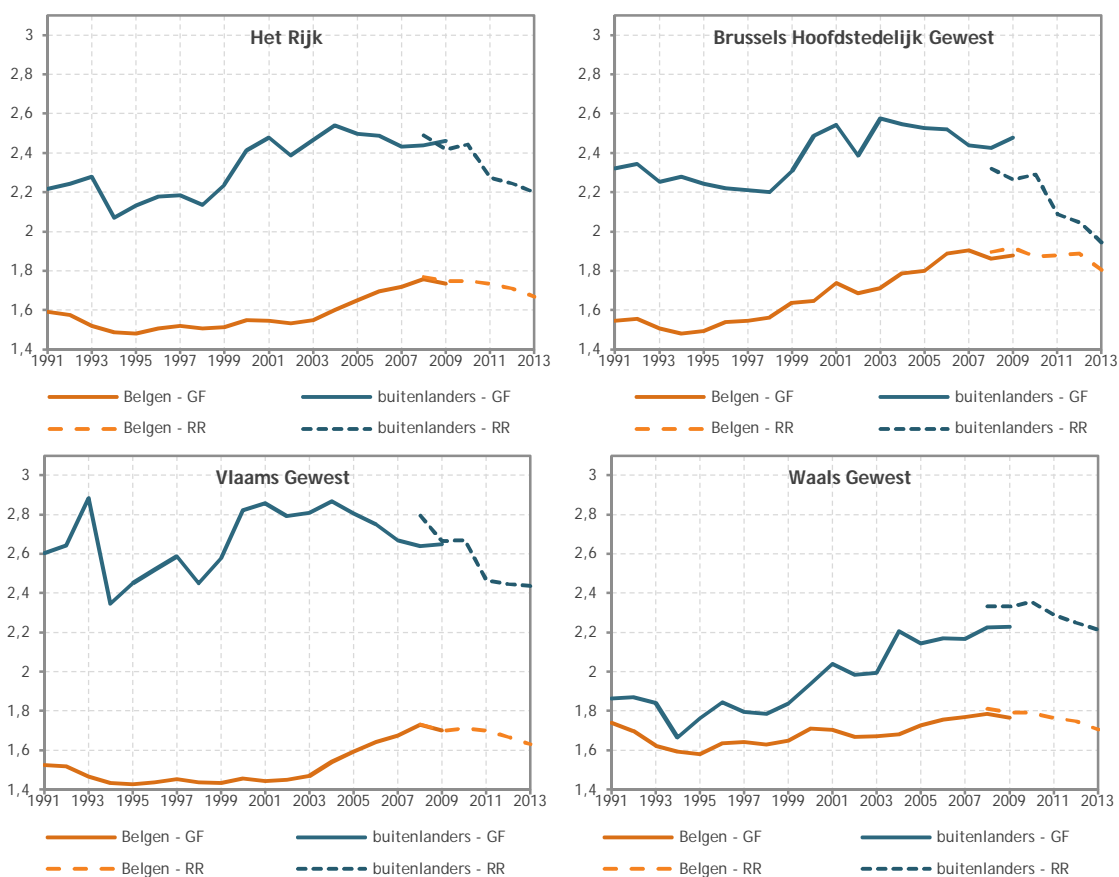 Het Rijk
3
2,8
2,6
2,4
2,2
2
1,8
1,6
1,4
1991 1993 1995 1997 1999 2001 2003 2005 2007 2009 2011 2013
Belgen - GF buitenlanders - GF
Belgen - RR buitenlanders - RR
Brussels Hoofdstedelijk Gewest
3
2,8
2,6
2,4
2,2
2
1,8
1,6
1,4
1991 1993 1995 1997 1999 2001 2003 2005 2007 2009 2011 2013
Belgen - GF buitenlanders - GF
Belgen - RR buitenlanders - RR
Vlaams Gewest
3
2,8
2,6
2,4
2,2
2
1,8
1,6
1,4
1991 1993 1995 1997 1999 2001 2003 2005 2007 2009 2011 2013
Belgen - GF buitenlanders - GF
Belgen - RR buitenlanders - RR
Waals Gewest
3
2,8
2,6
2,4
2,2
2
1,8
1,6
1,4
1991 1993 1995 1997 1999 2001 2003 2005 2007 2009 2011 2013
Belgen - GF buitenlanders - GF
Belgen - RR buitenlanders - RR